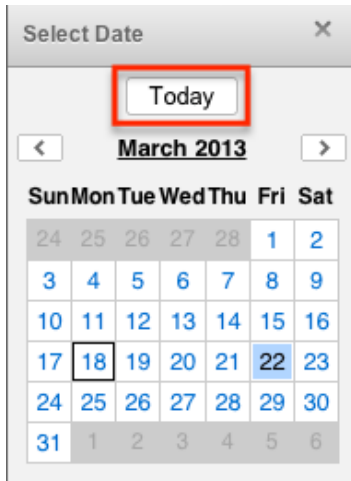 Select Date ×
Today
< March 2013 >
Sun Mon Tue Wed Thu Fri Sat
24 25 26 27 28 1 2
3 4 5 6 7 8 9
10 11 12 13 14 15 16
17 18 19 20 21 22 23
24 25 26 27 28 29 30
31 1 2 3 4 5 6